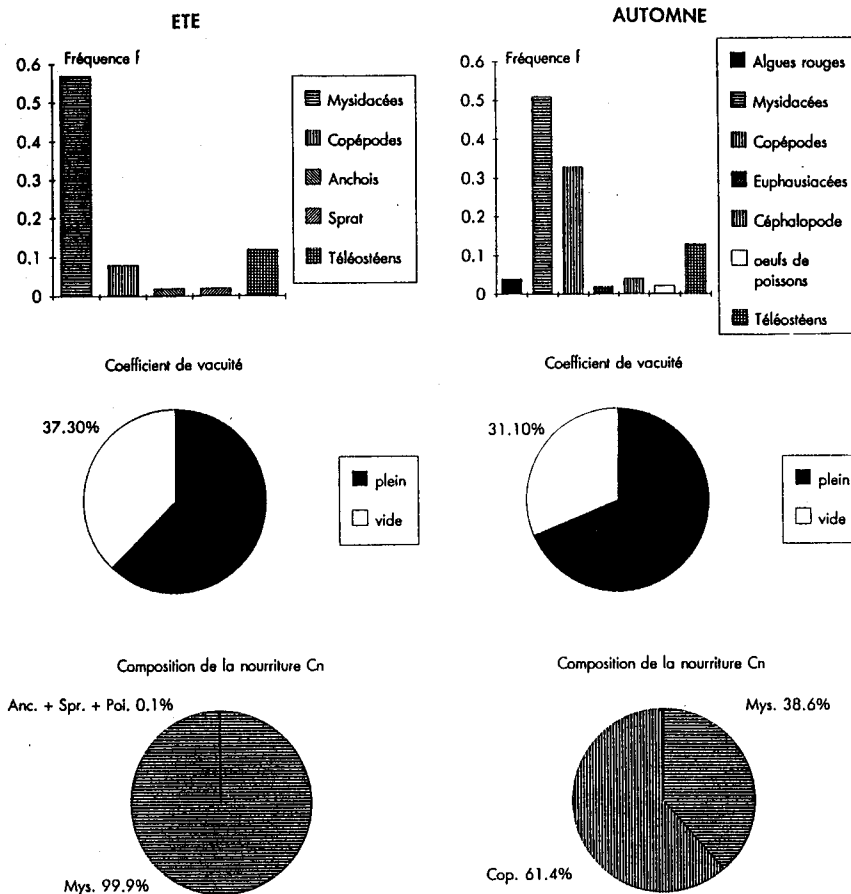 ETE
Fréquence f
0.6
0.5
0.4
0.3
0.2
0.1
0
Mysidacées
Copépodes
Anchois
Sprat
Téléostéens
AUTOMNE
Fréquence f
0.6
0.5
0.4
0.3
0.2
0.1
0
Algues rouges
Mysidacées
Copépodes
Euphausiacées
Céphalopode
oeufs de
poissons
Téléostéens
Coefficient de vacuité
37.30%
plein
vide
Coefficient de vacuité
31.10%
plein
vide
Composition de la nourriture Cn
Anc. + Spr. + Poi. 0.1%
Mys. 99.9%
Composition de la nourriture Cn
Mys. 38.6%
Cop. 61.4%